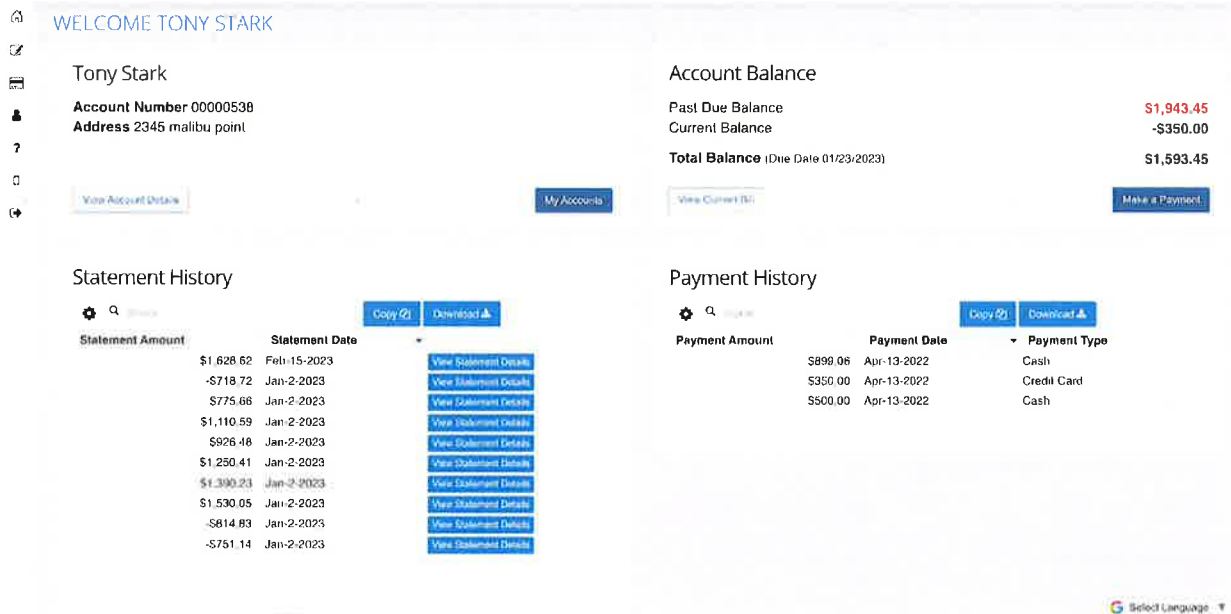 WELCOME TONY STARK
Tony Stark
Account Number 00000538
Address 2345 malibu point
View Account Details
My Accounts
Account Balance
Past Due Balance $1,943.45
Current Balance -$350.00
Total Balance (Due Date 01/23/2023) $1,593.45
View Current Bill
Make a Payment
Statement History
Copy Download
Statement Amount Statement Date
$1,628.62 Feb-15-2023 View Statement Details
-$718.72 Jan-2-2023 View Statement Details
$775.66 Jan-2-2023 View Statement Details
$1,110.59 Jan-2-2023 View Statement Details
$926.48 Jan-2-2023 View Statement Details
$1,250.41 Jan-2-2023 View Statement Details
$1,390.23 Jan-2-2023 View Statement Details
$1,530.05 Jan-2-2023 View Statement Details
-$814.83 Jan-2-2023 View Statement Details
-$751.14 Jan-2-2023 View Statement Details
Payment History
Copy Download
Payment Amount Payment Date Payment Type
$899.06 Apr-13-2022 Cash
$350.00 Apr-13-2022 Credit Card
$500.00 Apr-13-2022 Cash
G Select Language